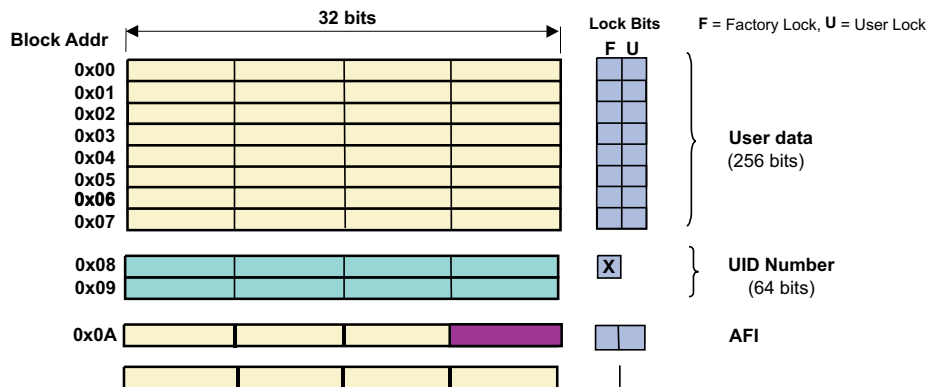 32 bits
Lock Bits
F = Factory Lock, U = User Lock
Block Addr
F U
0x00
0x01
0x02
0x03
0x04
0x05
0x06
0x07
User data
(256 bits)
0x08
X
0x09
UID Number
(64 bits)
0x0A
AFI